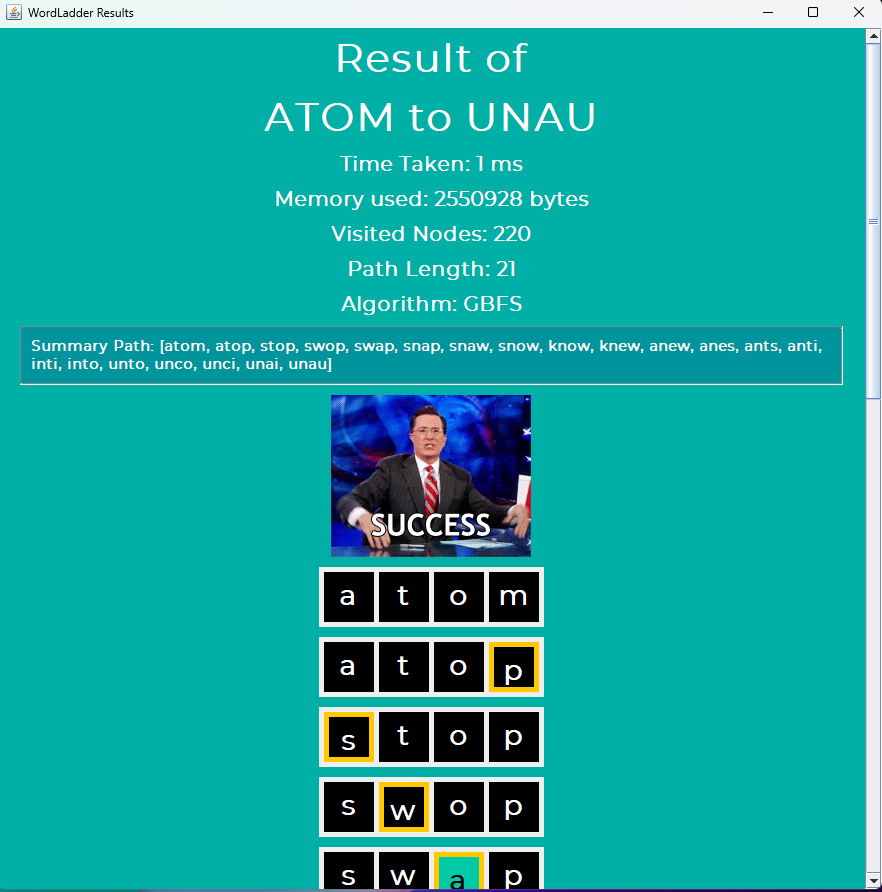 WordLadder Results
Result of
ATOM to UNAU
Time Taken: 1 ms
Memory used: 2550928 bytes
Visited Nodes: 220
Path Length: 21
Algorithm: GBFS
Summary Path: [atom, atop, stop, swop, swap, snap, snaw, snow, know, knew, anew, anes, ants, anti,
inti, into, unto, unco, unci, unai, unau]
SUCCESS
a t o m
a t o p
s t o p
s w o p
s w a p